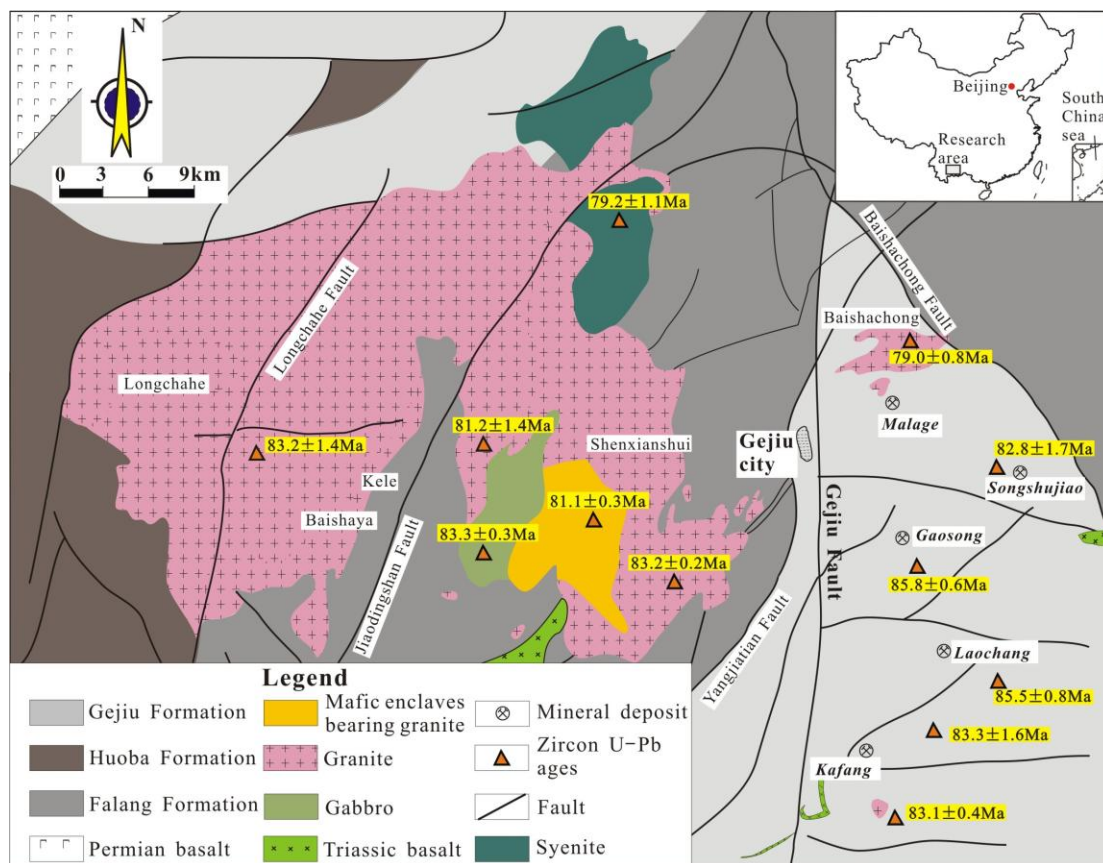 N
0 3 6 9km
Beijing
South
China
sea
Research
area
79.2±1.1Ma
Baishachong Fault
Longchahe Fault
Baishachong
79.0±0.8Ma
Longchahe
Malage
81.2±1.4Ma
Shenxianshui
Gejiu
city
82.8±1.7Ma
83.2±1.4Ma
Songshujiao
Kele
81.1±0.3Ma
Baishaya
Gaosong
83.3±0.3Ma
83.2±0.2Ma
85.8±0.6Ma
Gejiu Fault
Jiaodingshan Fault
Yangjiatian Fault
Laochang
85.5±0.8Ma
83.3±1.6Ma
Kafang
83.1±0.4Ma
Legend
Gejiu Formation
Mafic enclaves
bearing granite
Mineral deposit
Huoba Formation
Granite
Zircon U-Pb
ages
Falang Formation
Gabbro
Fault
Permian basalt
Triassic basalt
Syenite